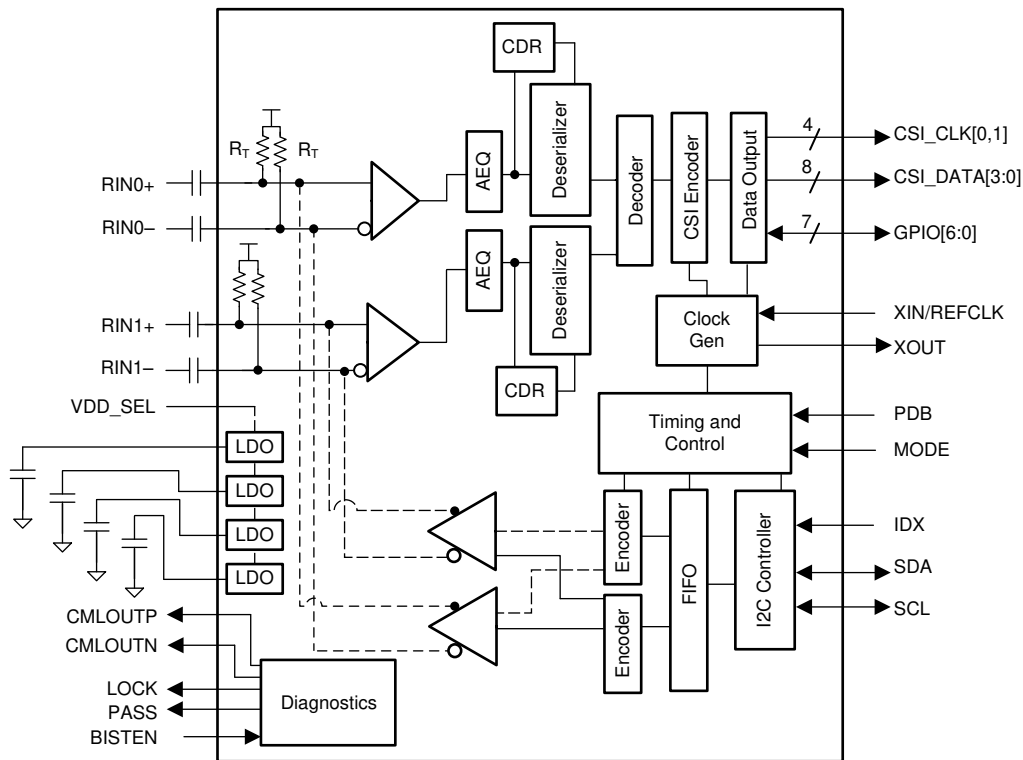 CDR
R_T
R_T
AEQ
Deserializer
Decoder
CSI Encoder
Data Output
4
CSI_CLK[0,1]
RIN0+
8
CSI_DATA[3:0]
RIN0–
7
GPIO[6:0]
AEQ
Deserializer
RIN1+
Clock
Gen
XIN/REFCLK
XOUT
RIN1–
CDR
VDD_SEL
Timing and
Control
PDB
MODE
LDO
LDO
LDO
LDO
Encoder
FIFO
I2C Controller
IDX
SDA
SCL
Encoder
CMLOUTP
CMLOUTN
LOCK
PASS
BISTEN
Diagnostics